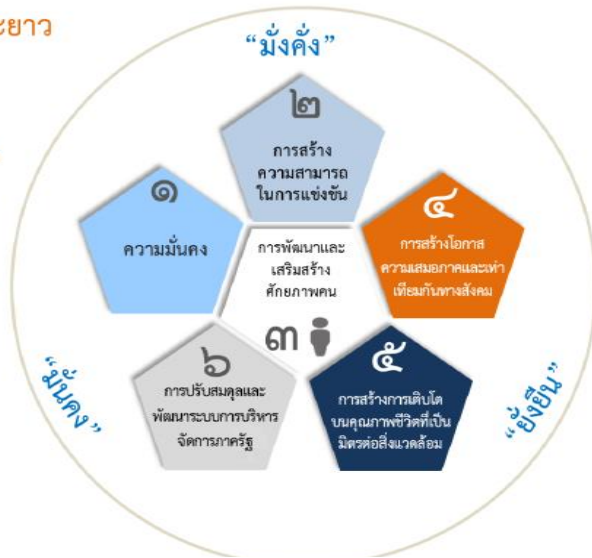 ะยาว
“มั่งคั่ง”
๒
การสร้าง
ความสามารถ
ในการแข่งขัน
๑
ความมั่นคง
๔
การสร้างโอกาส
ความเสมอภาคและเท่า
เทียมกันทางสังคม
การพัฒนาและ
เสริมสร้าง
ศักยภาพคน
๓
๖
การปรับสมดุลและ
พัฒนาระบบการบริหาร
จัดการภาครัฐ
๕
การสร้างการเติบโต
บนคุณภาพชีวิตที่เป็น
มิตรต่อสิ่งแวดล้อม
“มั่นคง”
“ยั่งยืน”